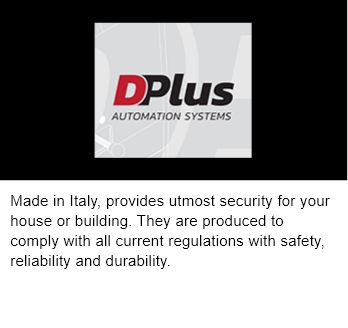 DPlus
AUTOMATION SYSTEMS
Made in Italy, provides utmost security for your
house or building. They are produced to
comply with all current regulations with safety,
reliability and durability.